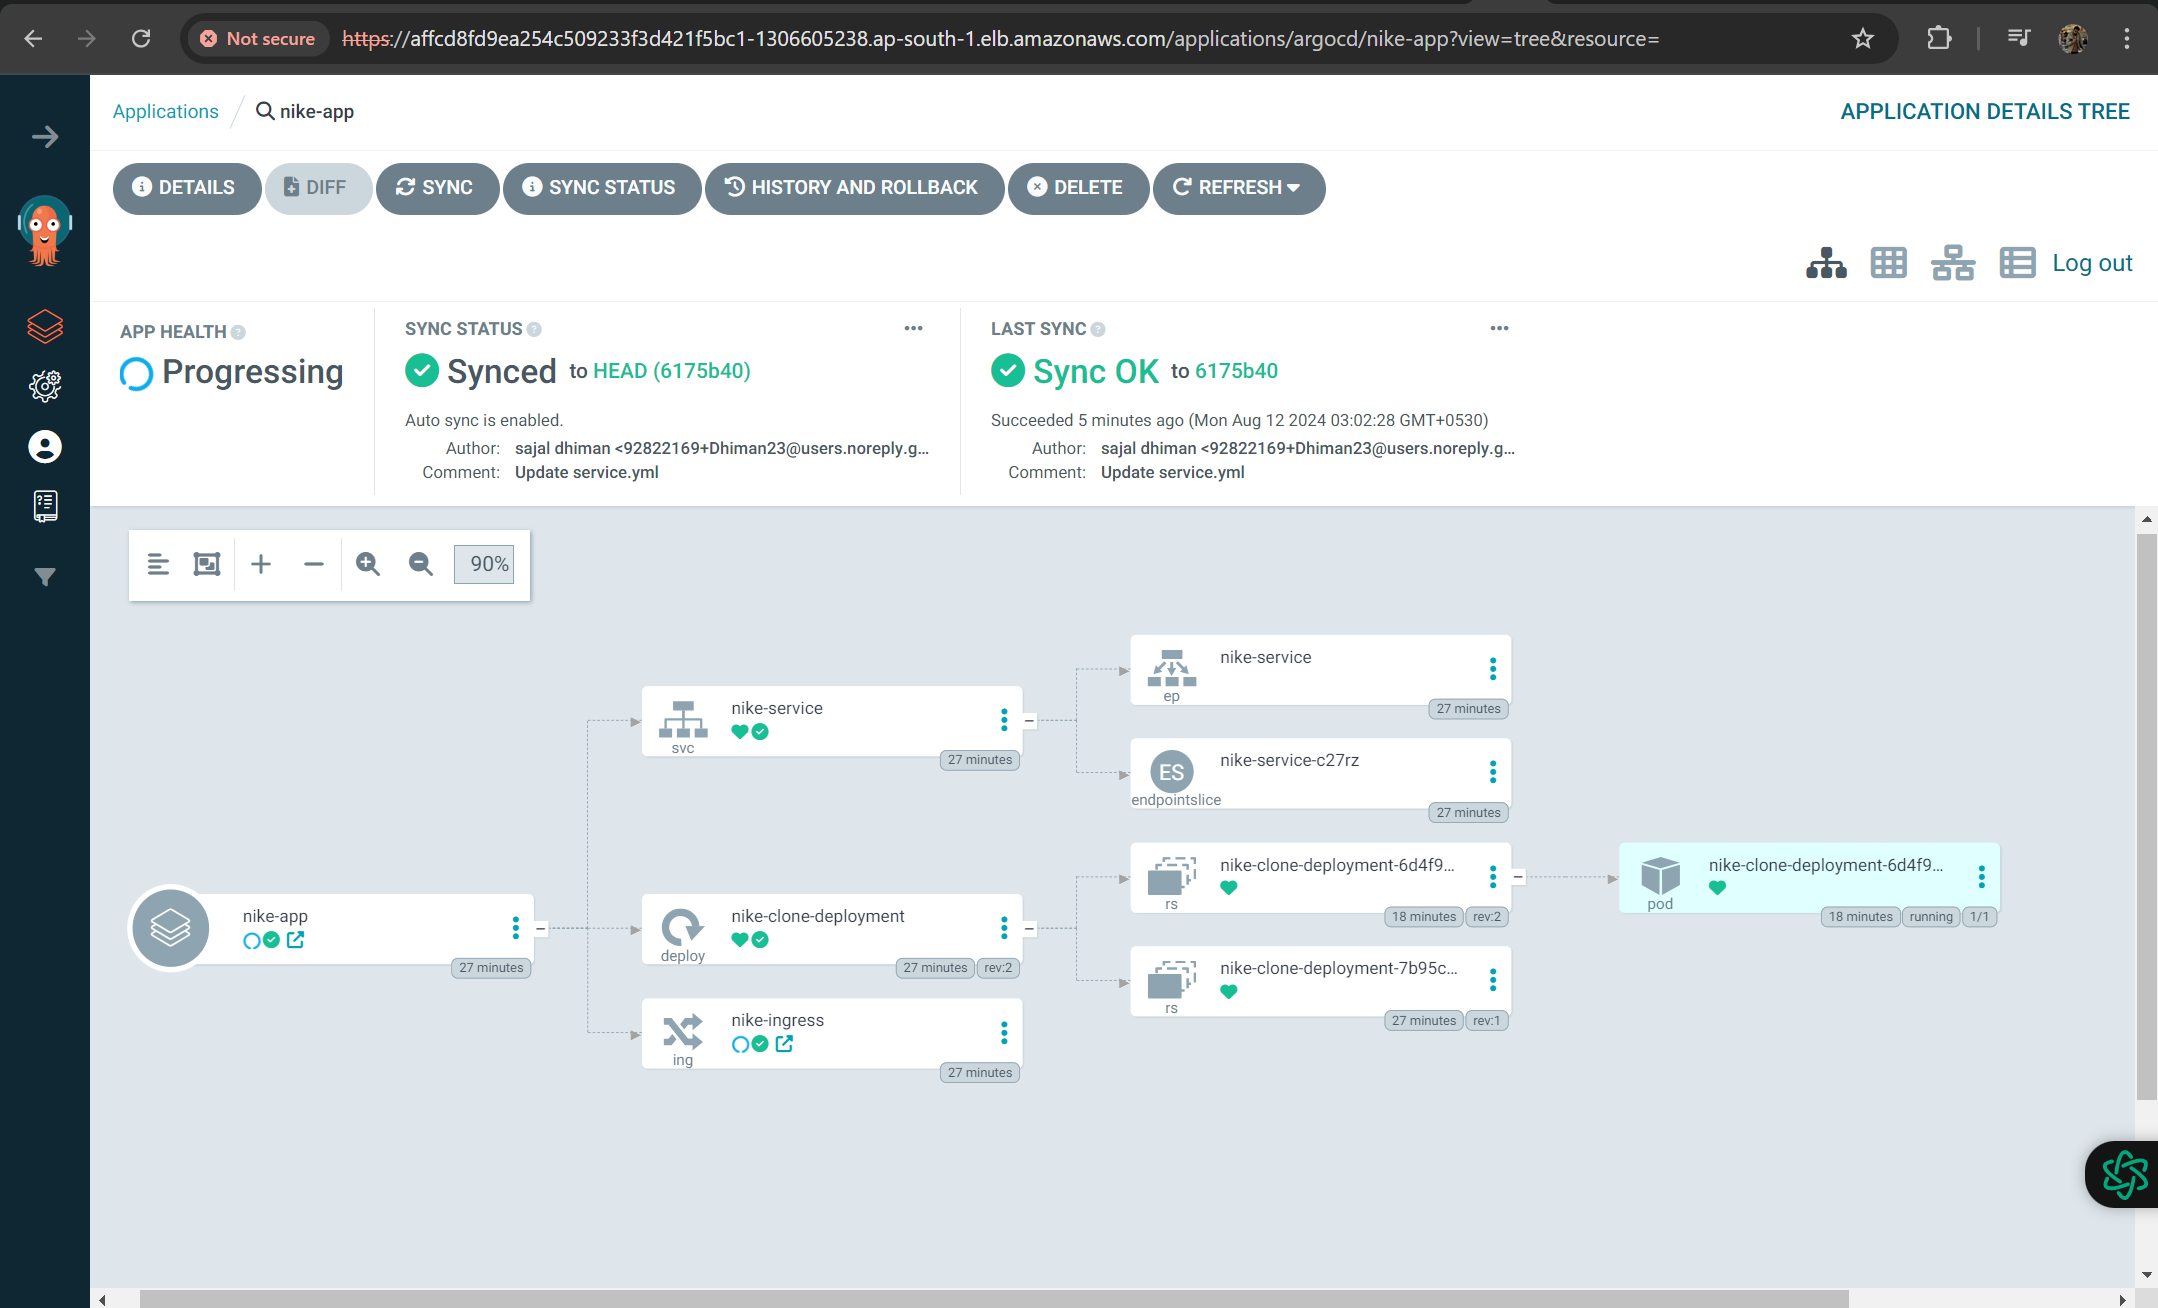 Not secure https://affcd8fd9ea254c509233f3d421f5bc1-1306605238.ap-south-1.elb.amazonaws.com/applications/argocd/nike-app?view=tree&resource=
Applications / nike-app
APPLICATION DETAILS TREE
DETAILS DIFF SYNC SYNC STATUS HISTORY AND ROLLBACK DELETE REFRESH
Log out
APP HEALTH
Progressing
SYNC STATUS
Synced to HEAD (6175b40)
Auto sync is enabled.
Author: sajal dhiman <92822169+Dhiman23@users.noreply.g...
Comment: Update service.yml
LAST SYNC
Sync OK to 6175b40
Succeeded 5 minutes ago (Mon Aug 12 2024 03:02:28 GMT+0530)
Author: sajal dhiman <92822169+Dhiman23@users.noreply.g...
Comment: Update service.yml
90%
nike-app
27 minutes
nike-service
svc
27 minutes
nike-clone-deployment
deploy
27 minutes rev:2
nike-ingress
ing
27 minutes
nike-service
ep
27 minutes
ES
nike-service-c27rz
endpointslice
27 minutes
nike-clone-deployment-6d4f9...
rs
18 minutes rev:2
nike-clone-deployment-7b95c...
rs
27 minutes rev:1
nike-clone-deployment-6d4f9...
pod
18 minutes running 1/1